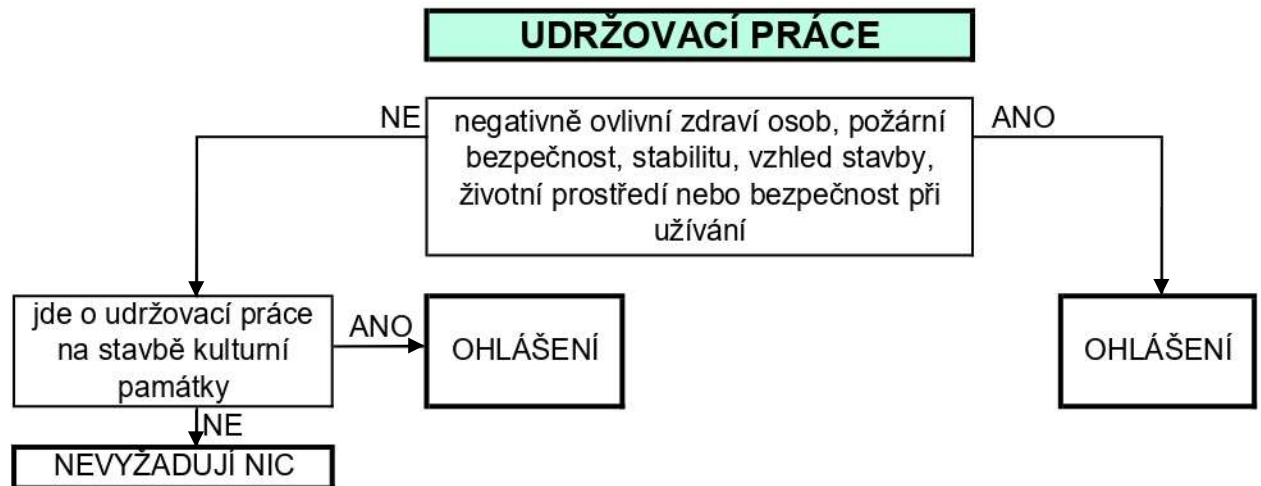 UDRŽOVACÍ PRÁCE
NE
negativně ovlivní zdraví osob, požární
bezpečnost, stabilitu, vzhled stavby,
životní prostředí nebo bezpečnost při
užívání
ANO
jde o udržovací práce
na stavbě kulturní
památky
ANO
OHLÁŠENÍ
OHLÁŠENÍ
NE
NEVYŽADUJÍ NIC